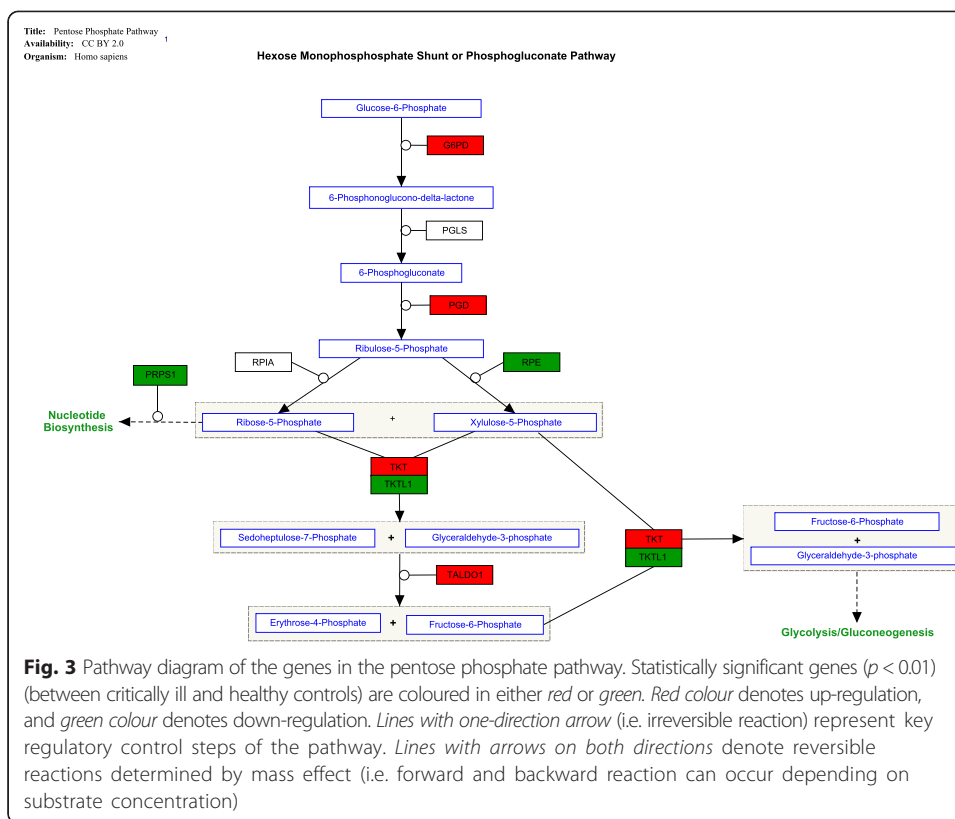 Title: Pentose Phosphate Pathway
Availability: CC BY 2.0 1
Organism: Homo sapiens
Hexose Monophosphosphate Shunt or Phosphogluconate Pathway
Glucose-6-Phosphate
G6PD
6-Phosphonoglucono-delta-lactone
PGLS
6-Phosphogluconate
PGD
Ribulose-5-Phosphate
RPIA
RPE
PRPS1
Nucleotide
Biosynthesis
Ribose-5-Phosphate
+
Xylulose-5-Phosphate
TKT
TKTL1
Sedoheptulose-7-Phosphate
+
Glyceraldehyde-3-phosphate
TKT
TKTL1
Fructose-6-Phosphate
+
Glyceraldehyde-3-phosphate
TALDO1
Erythrose-4-Phosphate
+
Fructose-6-Phosphate
Glycolysis/Gluconeogenesis
Fig. 3 Pathway diagram of the genes in the pentose phosphate pathway. Statistically significant genes (p < 0.01)
(between critically ill and healthy controls) are coloured in either red or green. Red colour denotes up-regulation,
and green colour denotes down-regulation. Lines with one-direction arrow (i.e. irreversible reaction) represent key
regulatory control steps of the pathway. Lines with arrows on both directions denote reversible
reactions determined by mass effect (i.e. forward and backward reaction can occur depending on
substrate concentration)